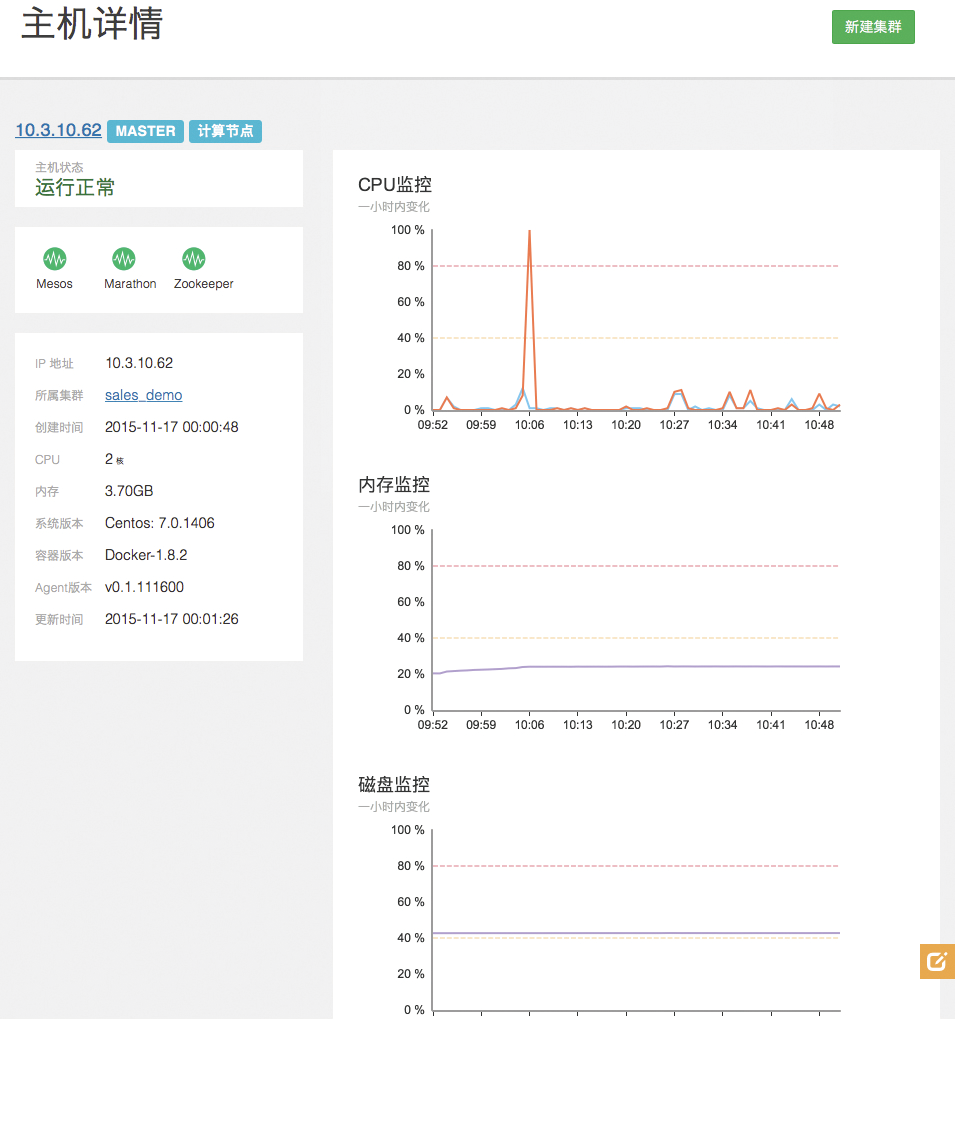 主机详情
新建集群
10.3.10.62 MASTER 计算节点
主机状态
运行正常
Mesos Marathon Zookeeper
IP 地址 10.3.10.62
所属集群 sales_demo
创建时间 2015-11-17 00:00:48
CPU 2 核
内存 3.70GB
系统版本 Centos: 7.0.1406
容器版本 Docker-1.8.2
Agent版本 v0.1.111600
更新时间 2015-11-17 00:01:26
CPU监控
一小时内变化
100 %
80 %
60 %
40 %
20 %
0 %
09:52 09:59 10:06 10:13 10:20 10:27 10:34 10:41 10:48
内存监控
一小时内变化
100 %
80 %
60 %
40 %
20 %
0 %
09:52 09:59 10:06 10:13 10:20 10:27 10:34 10:41 10:48
磁盘监控
一小时内变化
100 %
80 %
60 %
40 %
20 %
0 %